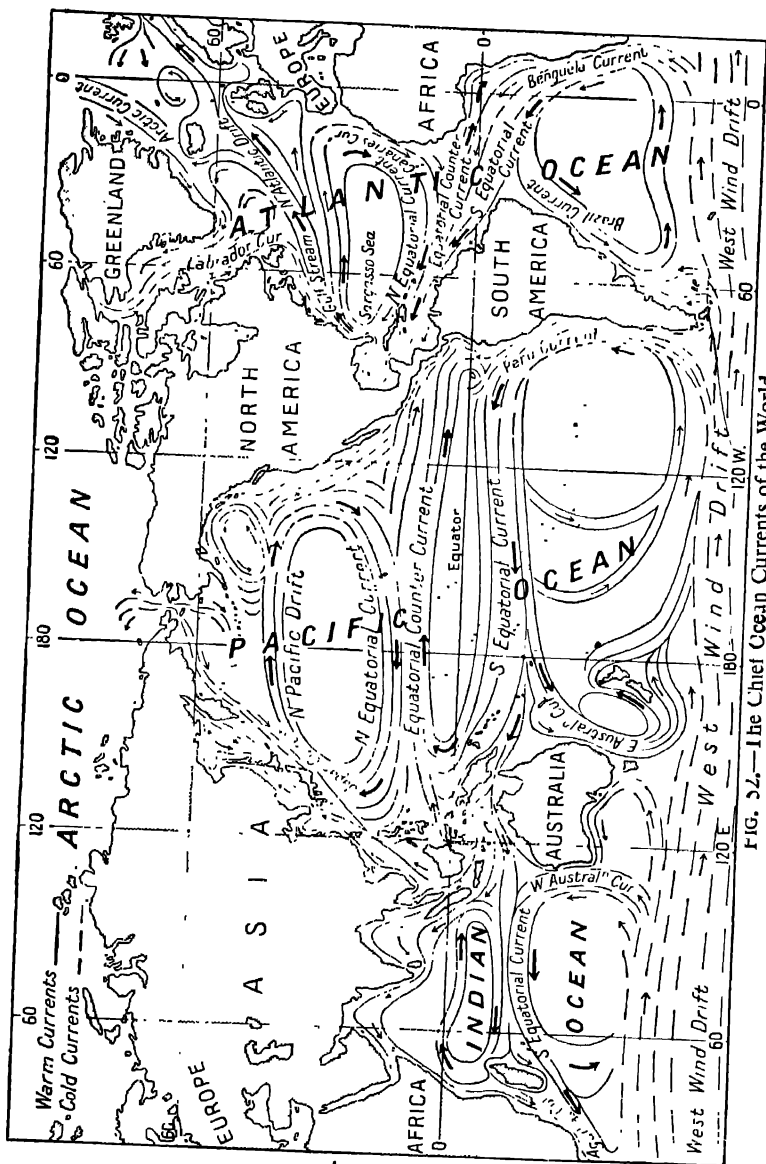 Warm Currents
Cold Currents
60
120
180
120
60
0
ARCTIC OCEAN
GREENLAND
Arctic Current
60
60
EUROPE
ASIA
NORTH
AMERICA
EUROPE
Labrador Cur
N Atlantic Drift
Gulf Stream
Sargasso Sea
Canaries Cur
N Equatorial Current
ATLANTIC
OCEAN
PACIFIC
OCEAN
N Pacific Drift
N Equatorial Current
Equatorial Counter Current
Equator
S Equatorial Current
AFRICA
AFRICA
0
0
Equatorial Counter
Current
S Equatorial
Current
SOUTH
AMERICA
Benguela Current
Brazil Current
Peru Current
INDIAN
OCEAN
S Equatorial Current
AUSTRALIA
W Austral'n Cur
E Austral'n Cur
West Wind Drift
West Wind Drift
West Wind Drift
60
120 E
180
120 W.
60
0
FIG. 52.—The Chief Ocean Currents of the World